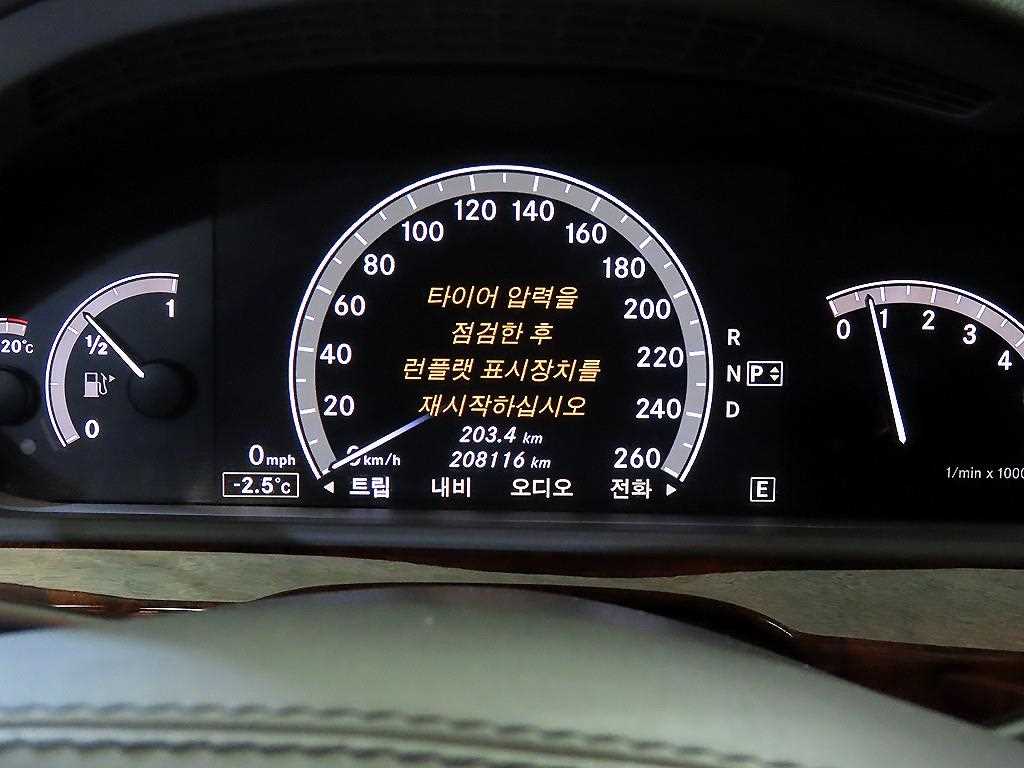 120 140
100 160
80 180
60 200
40 220
20 240
260
타이어 압력을
점검한 후
런플랫 표시장치를
재시작하십시오
203.4 km
208116 km
km/h
0 mph
-2.5°C
◀ 트립 내비 오디오 전화 ▶
1
½
0
20°C
R
N P
D
E
0 1 2 3 4
1/min x 1000